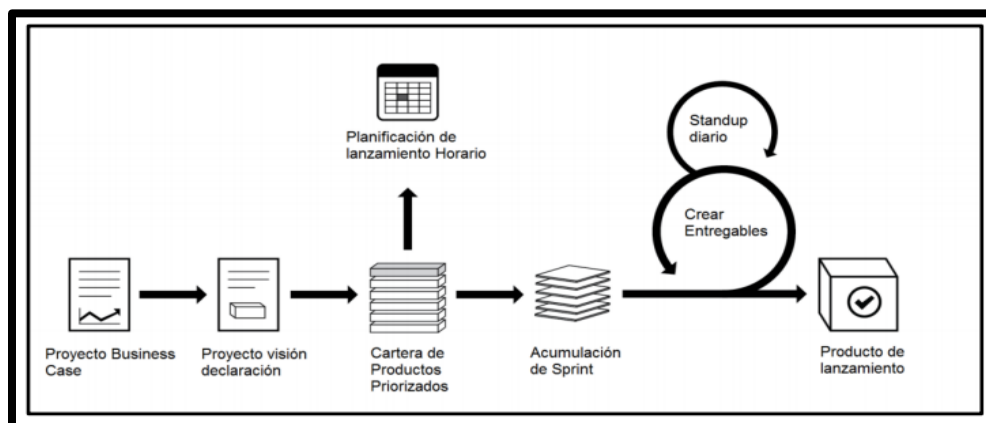 Planificación de
lanzamiento Horario
Standup
diario
Crear
Entregables
Proyecto Business
Case
Proyecto visión
declaración
Cartera de
Productos
Priorizados
Acumulación
de Sprint
Producto de
lanzamiento